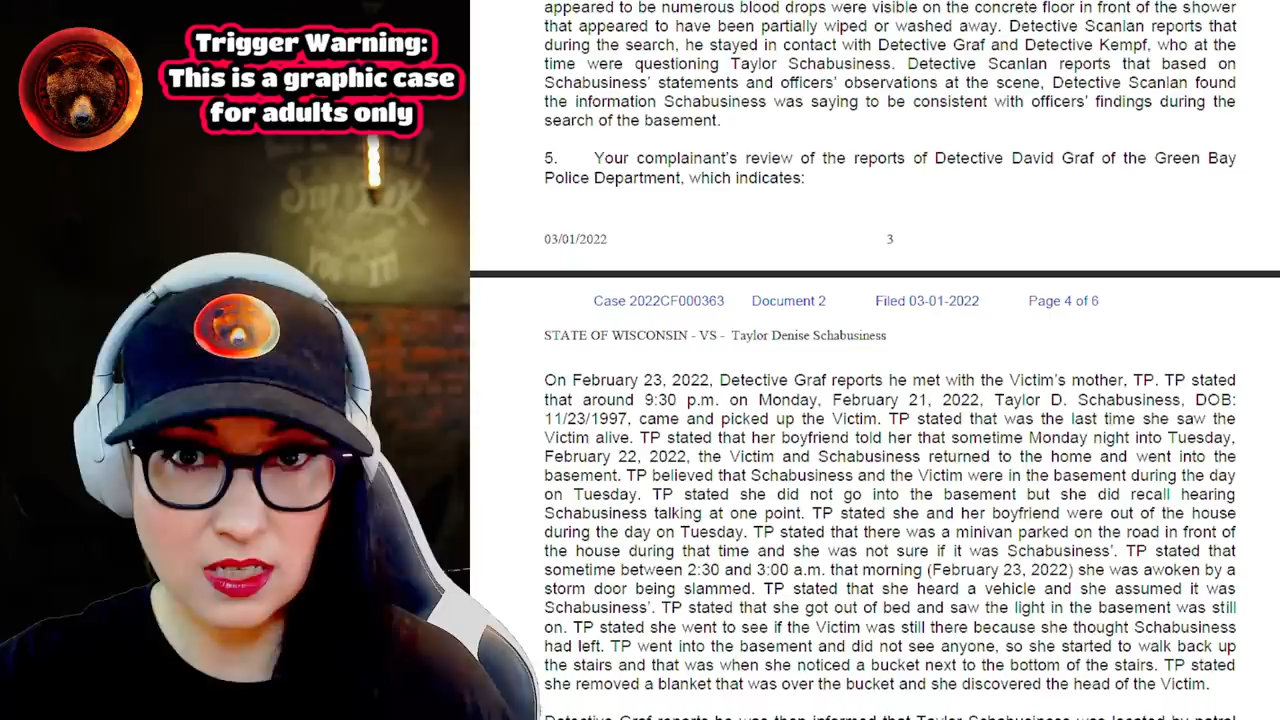 Trigger Warning:
This is a graphic case
for adults only
appeared to be numerous blood drops were visible on the concrete floor in front of the shower
that appeared to have been partially wiped or washed away. Detective Scanlan reports that
during the search, he stayed in contact with Detective Graf and Detective Kempf, who at the
time were questioning Taylor Schabusiness. Detective Scanlan reports that based on
Schabusiness' statements and officers' observations at the scene, Detective Scanlan found
the information Schabusiness was saying to be consistent with officers' findings during the
search of the basement.
5. Your complainant's review of the reports of Detective David Graf of the Green Bay
Police Department, which indicates:
03/01/2022 3
Case 2022CF000363 Document 2 Filed 03-01-2022 Page 4 of 6
STATE OF WISCONSIN - VS - Taylor Denise Schabusiness
On February 23, 2022, Detective Graf reports he met with the Victim's mother, TP. TP stated
that around 9:30 p.m. on Monday, February 21, 2022, Taylor D. Schabusiness, DOB:
11/23/1997, came and picked up the Victim. TP stated that was the last time she saw the
Victim alive. TP stated that her boyfriend told her that sometime Monday night into Tuesday,
February 22, 2022, the Victim and Schabusiness returned to the home and went into the
basement. TP believed that Schabusiness and the Victim were in the basement during the day
on Tuesday. TP stated she did not go into the basement but she did recall hearing
Schabusiness talking at one point. TP stated she and her boyfriend were out of the house
during the day on Tuesday. TP stated that there was a minivan parked on the road in front of
the house during that time and she was not sure if it was Schabusiness'. TP stated that
sometime between 2:30 and 3:00 a.m. that morning (February 23, 2022) she was awoken by a
storm door being slammed. TP stated that she heard a vehicle and she assumed it was
Schabusiness'. TP stated that she got out of bed and saw the light in the basement was still
on. TP stated she went to see if the Victim was still there because she thought Schabusiness
had left. TP went into the basement and did not see anyone, so she started to walk back up
the stairs and that was when she noticed a bucket next to the bottom of the stairs. TP stated
she removed a blanket that was over the bucket and she discovered the head of the Victim.